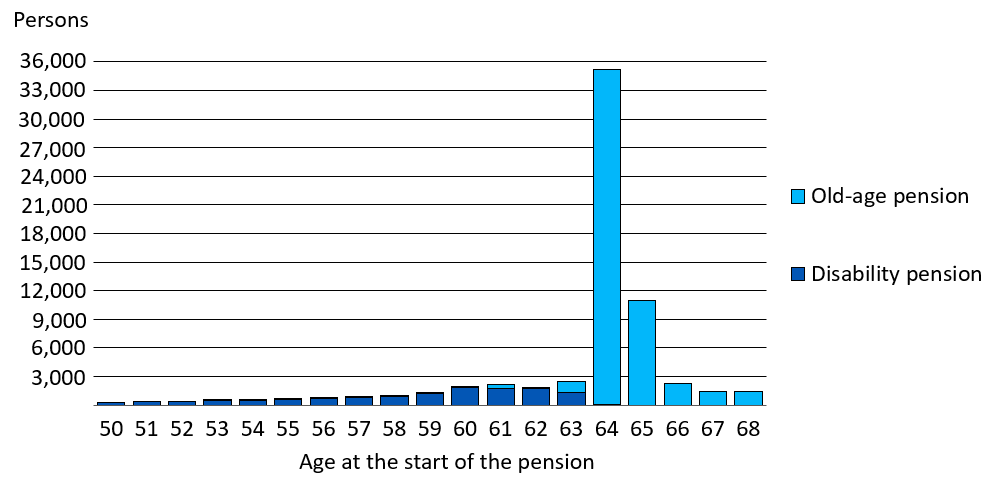 Persons
36,000
33,000
30,000
27,000
24,000
21,000
18,000
15,000
12,000
9,000
6,000
3,000
50 51 52 53 54 55 56 57 58 59 60 61 62 63 64 65 66 67 68
Age at the start of the pension
Old-age pension
Disability pension